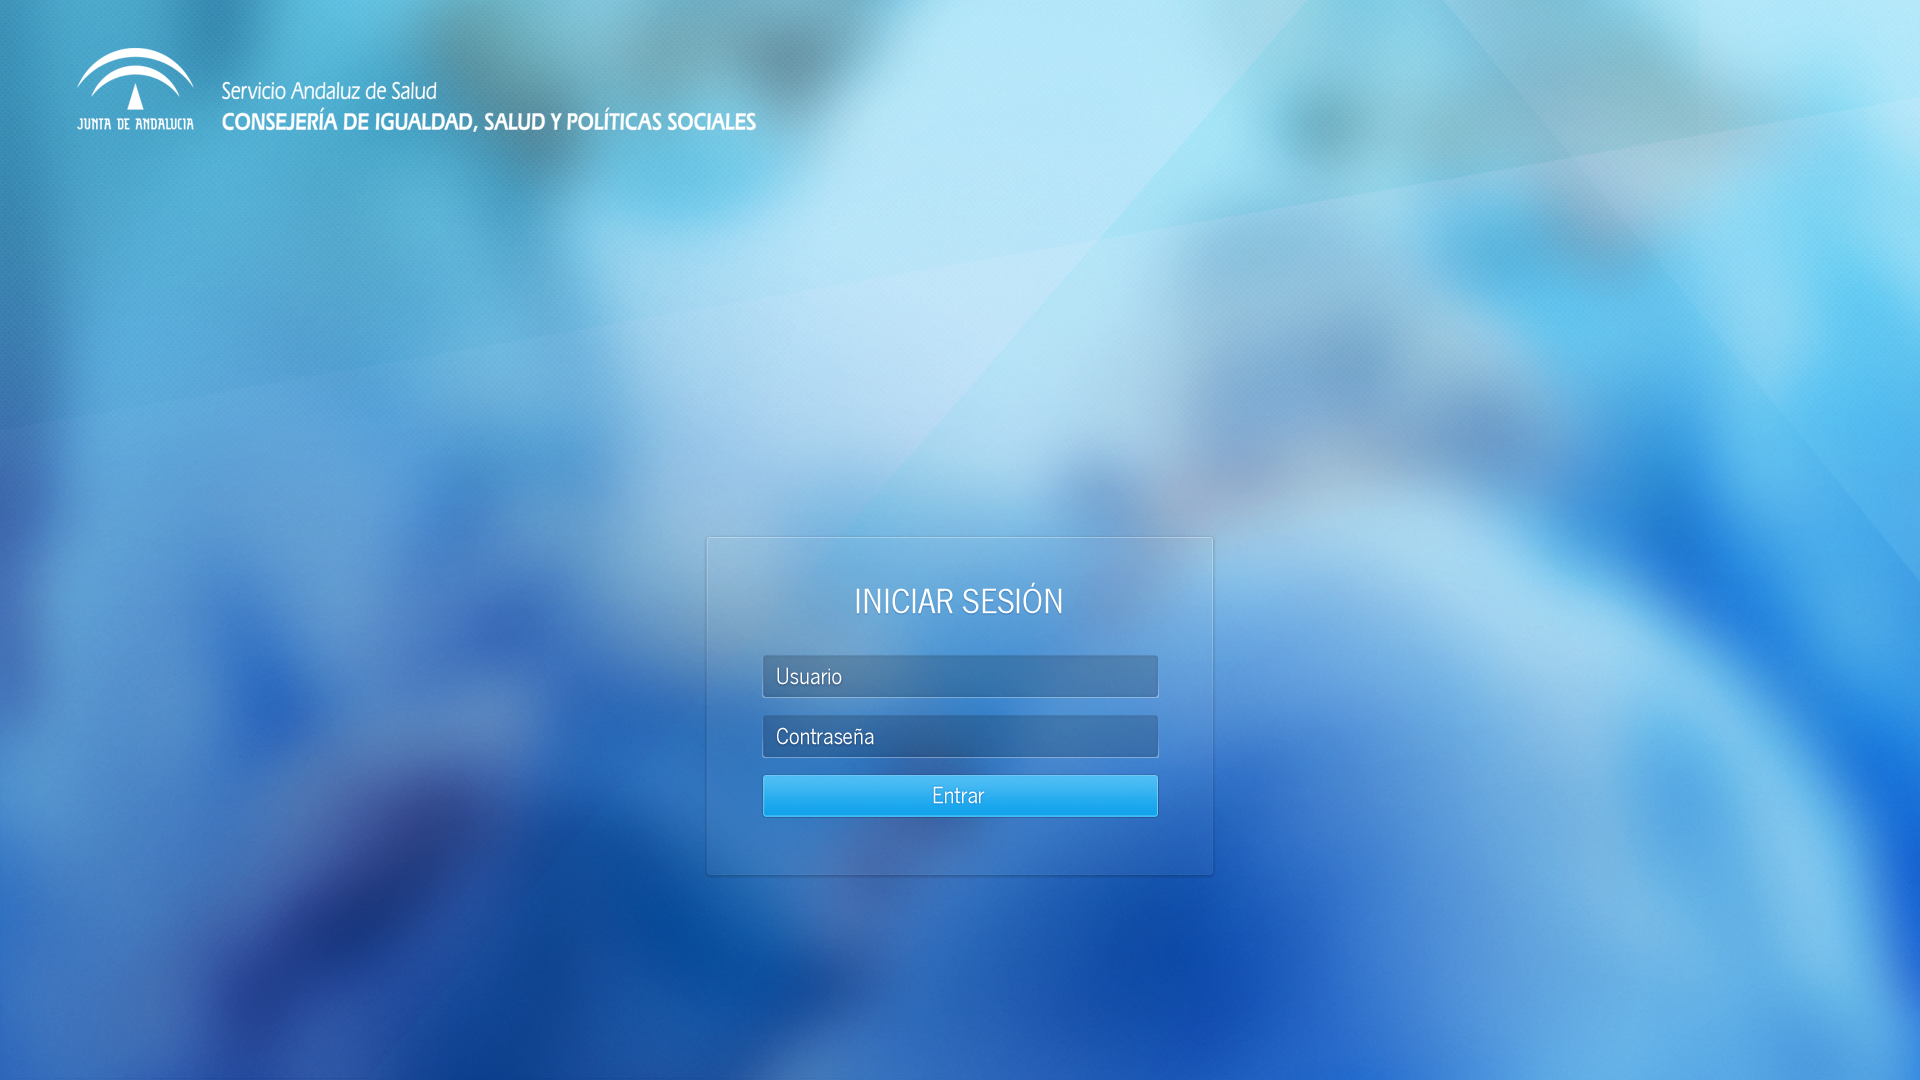 Servicio Andaluz de Salud
JUNTA DE ANDALUCIA
CONSEJERÍA DE IGUALDAD, SALUD Y POLÍTICAS SOCIALES
INICIAR SESIÓN
Usuario
Contraseña
Entrar